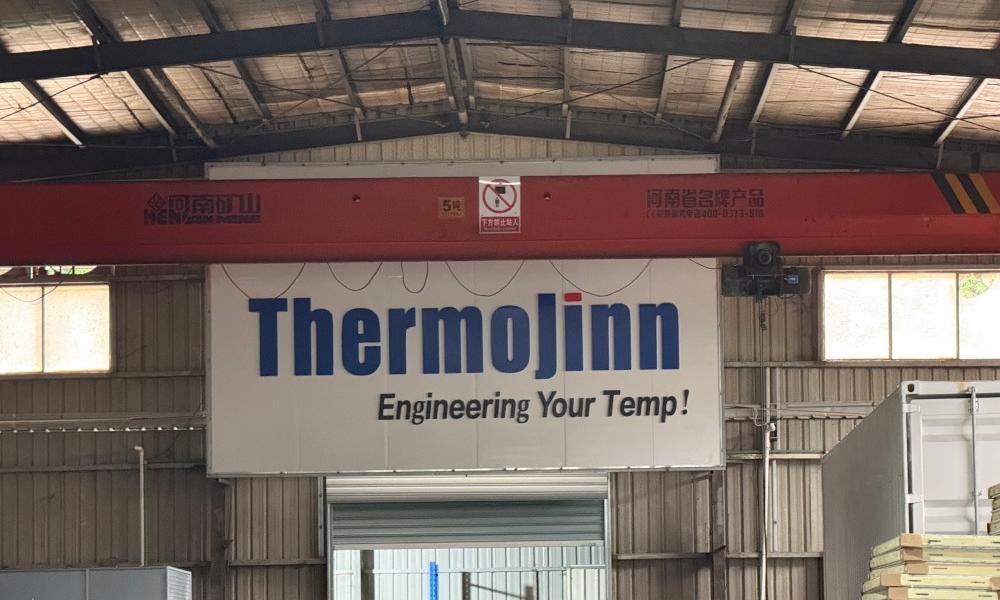 河南矿山
HENAN MINE
5吨
下方禁止站人
河南省名牌产品
ThermoJinn
Engineering Your Temp!